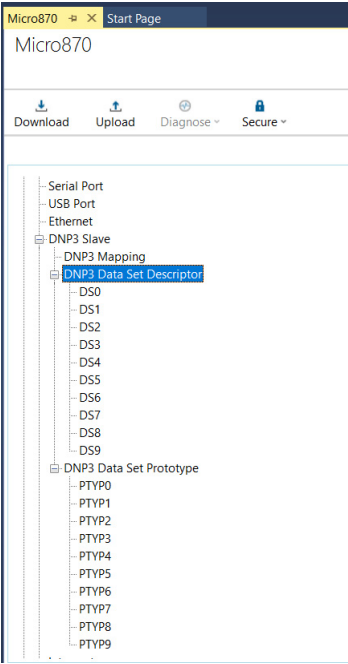 Micro870 Start Page
Micro870
Download Upload Diagnose Secure
Serial Port
USB Port
Ethernet
DNP3 Slave
DNP3 Mapping
DNP3 Data Set Descriptor
DS0
DS1
DS2
DS3
DS4
DS5
DS6
DS7
DS8
DS9
DNP3 Data Set Prototype
PTYP0
PTYP1
PTYP2
PTYP3
PTYP4
PTYP5
PTYP6
PTYP7
PTYP8
PTYP9